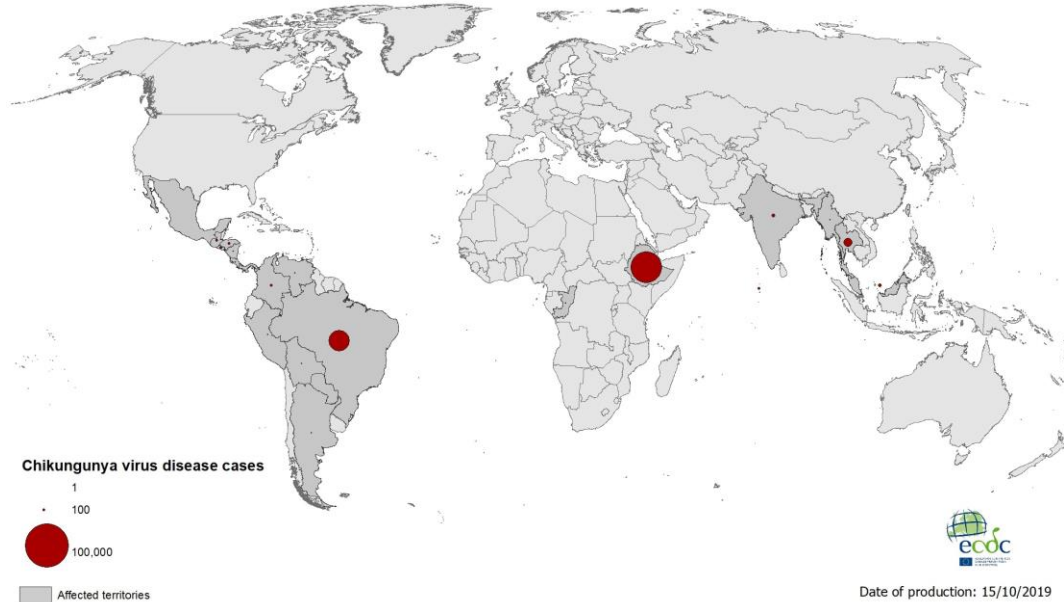 Chikungunya virus disease cases
1
100
100,000
Affected territories
ecdc
Date of production: 15/10/2019